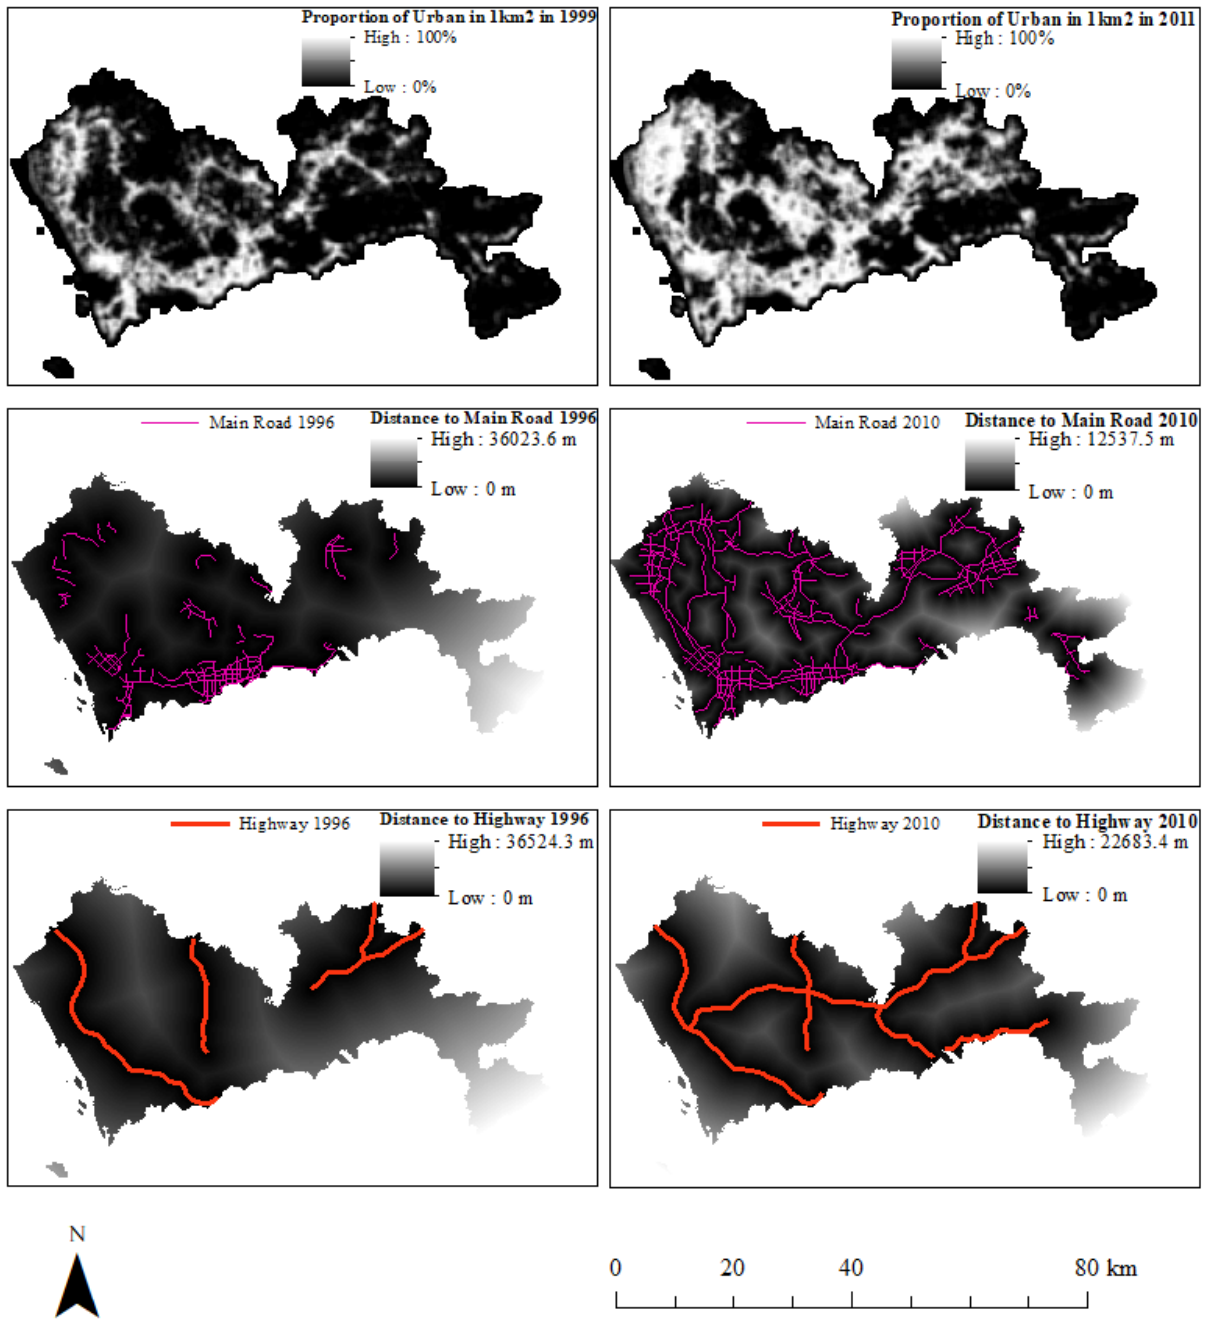 Proportion of Urban in 1km2 in 1999
High : 100%
Low : 0%
Proportion of Urban in 1km2 in 2011
High : 100%
Low : 0%
Main Road 1996
Distance to Main Road 1996
High : 36023.6 m
Low : 0 m
Main Road 2010
Distance to Main Road 2010
High : 12537.5 m
Low : 0 m
Highway 1996
Distance to Highway 1996
High : 36524.3 m
Low : 0 m
Highway 2010
Distance to Highway 2010
High : 22683.4 m
Low : 0 m
N
0 20 40 80 km